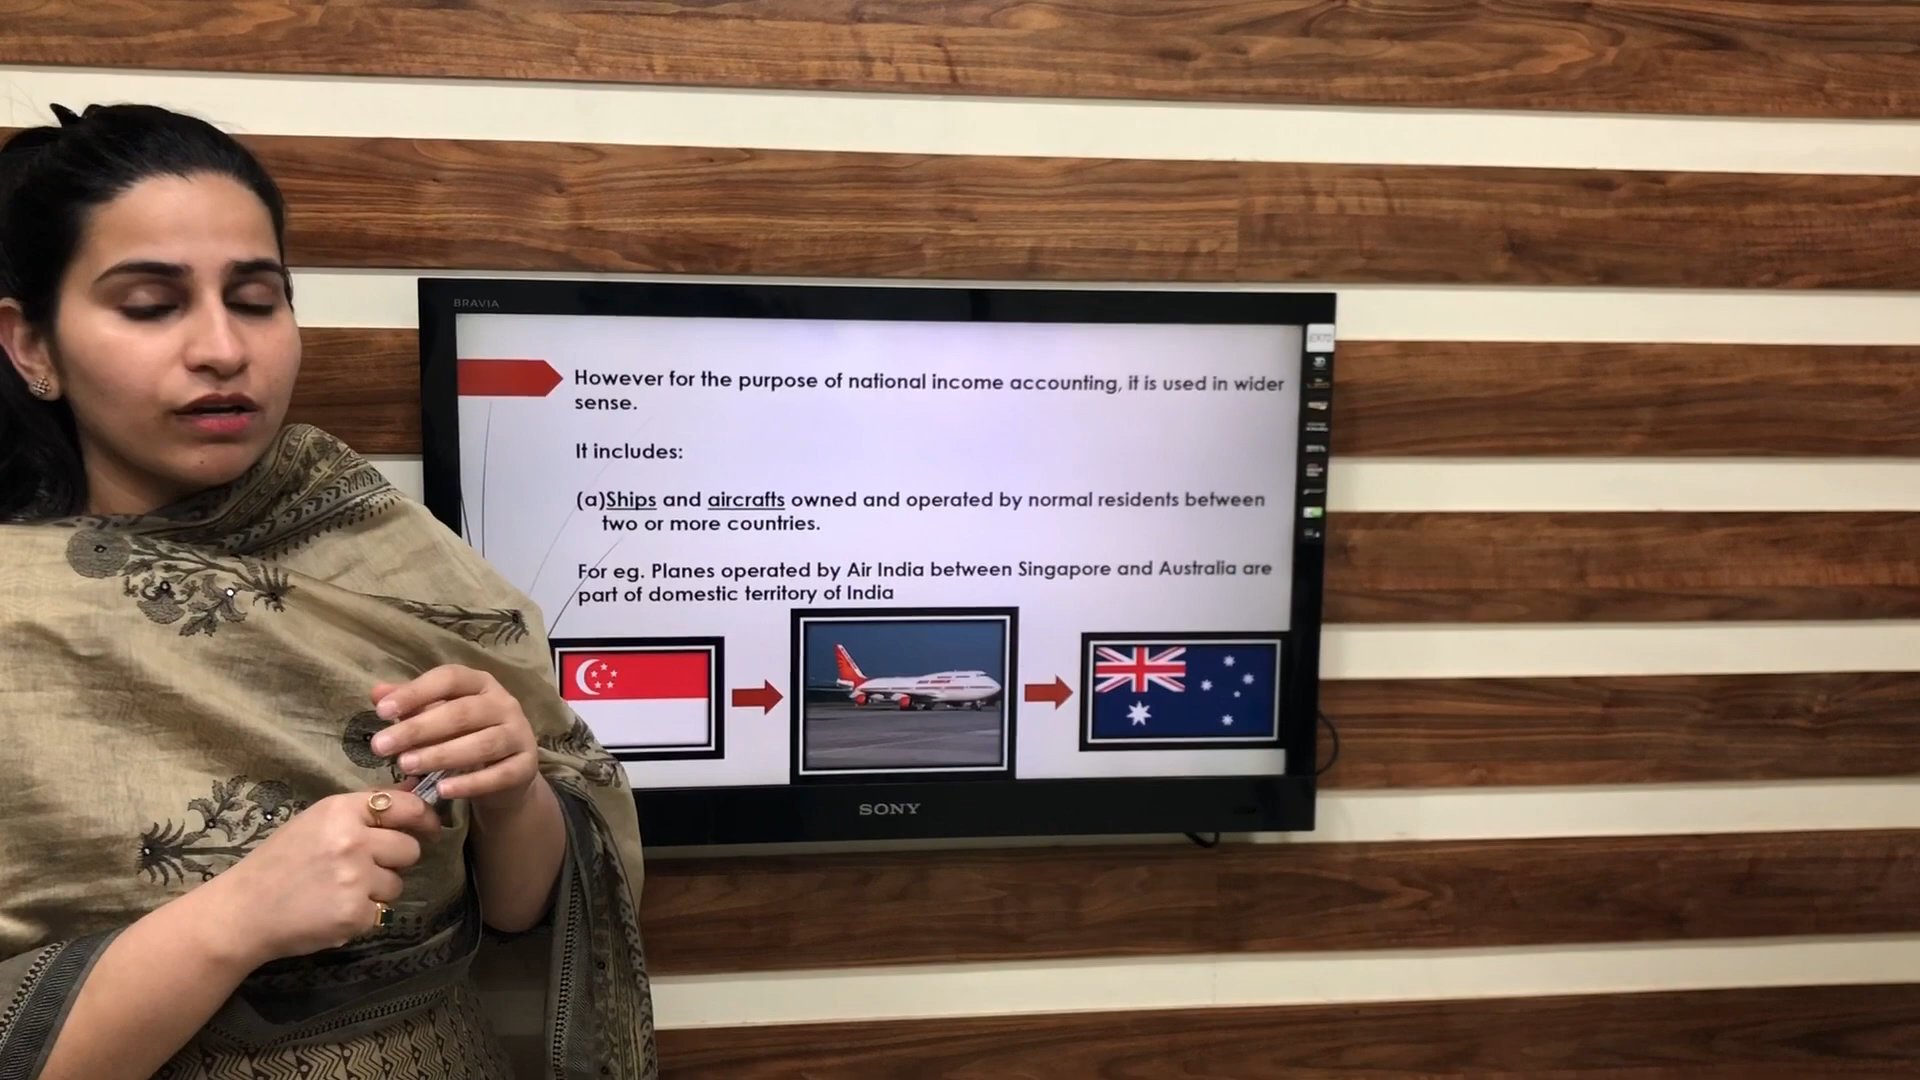 BRAVIA
However for the purpose of national income accounting, it is used in wider
sense.
It includes:
(a)Ships and aircrafts owned and operated by normal residents between
two or more countries.
For eg. Planes operated by Air India between Singapore and Australia are
part of domestic territory of India
SONY